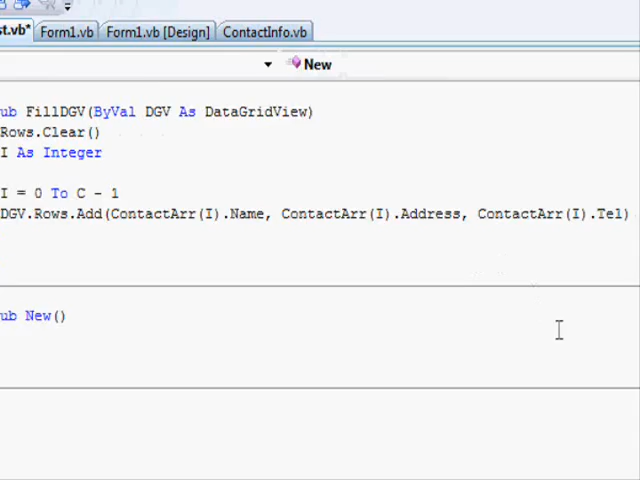 st.vb* Form1.vb Form1.vb [Design] ContactInfo.vb
New
ub FillDGV(ByVal DGV As DataGridView)
Rows.Clear()
I As Integer
I = 0 To C - 1
DGV.Rows.Add(ContactArr(I).Name, ContactArr(I).Address, ContactArr(I).Tel)
ub New()